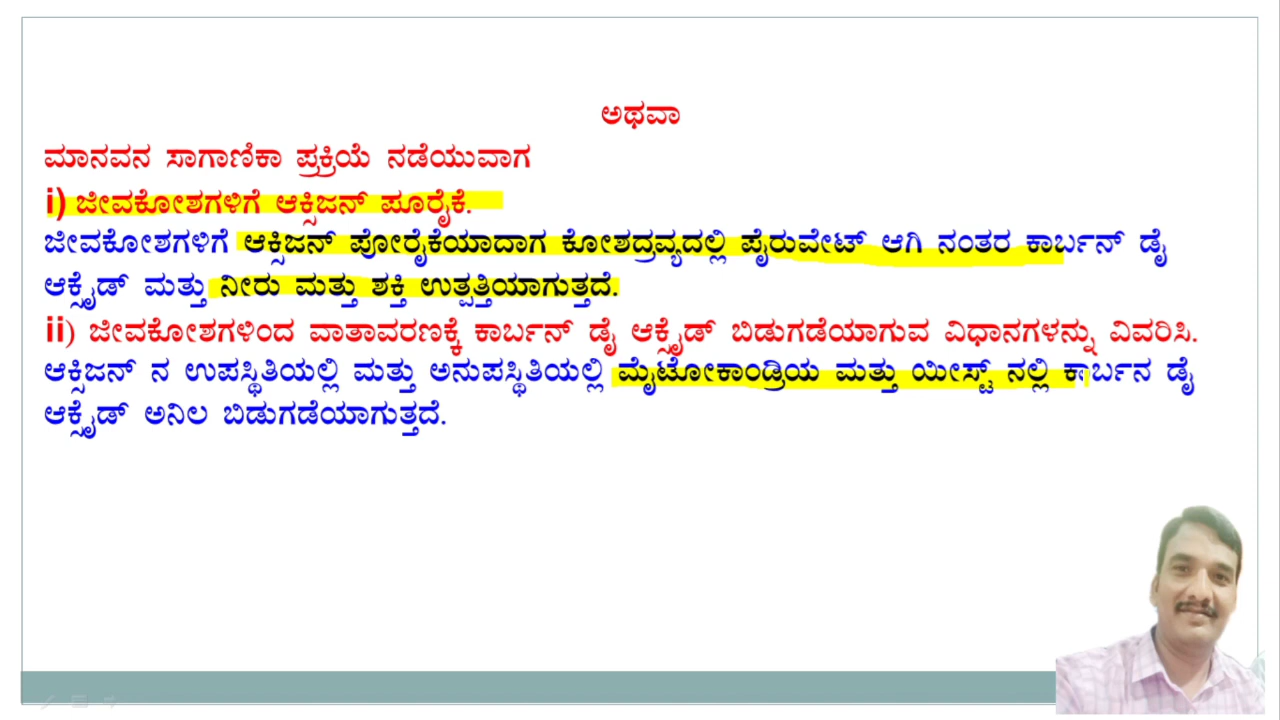 ಅಥವಾ
ಮಾನವನ ಸಾಗಾಣಿಕಾ ಪ್ರಕ್ರಿಯೆ ನಡೆಯುವಾಗ
i) ಜೀವಕೋಶಗಳಿಗೆ ಆಕ್ಸಿಜನ್ ಪೂರೈಕೆ.
ಜೀವಕೋಶಗಳಿಗೆ ಆಕ್ಸಿಜನ್ ಪೋರೈಕೆಯಾದಾಗ ಕೋಶದ್ರವ್ಯದಲ್ಲಿ ಪೈರುವೇಟ್ ಆಗಿ ನಂತರ ಕಾರ್ಬನ್ ಡೈ
ಆಕ್ಸೈಡ್ ಮತ್ತು ನೀರು ಮತ್ತು ಶಕ್ತಿ ಉತ್ಪತ್ತಿಯಾಗುತ್ತದೆ.
ii) ಜೀವಕೋಶಗಳಿಂದ ವಾತಾವರಣಕ್ಕೆ ಕಾರ್ಬನ್ ಡೈ ಆಕ್ಸೈಡ್ ಬಿಡುಗಡೆಯಾಗುವ ವಿಧಾನಗಳನ್ನು ವಿವರಿಸಿ.
ಆಕ್ಸಿಜನ್ ನ ಉಪಸ್ಥಿತಿಯಲ್ಲಿ ಮತ್ತು ಅನುಪಸ್ಥಿತಿಯಲ್ಲಿ ಮೈಟೋಕಾಂಡ್ರಿಯ ಮತ್ತು ಯೀಸ್ಟ್ ನಲ್ಲಿ ಕಾರ್ಬನ ಡೈ
ಆಕ್ಸೈಡ್ ಅನಿಲ ಬಿಡುಗಡೆಯಾಗುತ್ತದೆ.